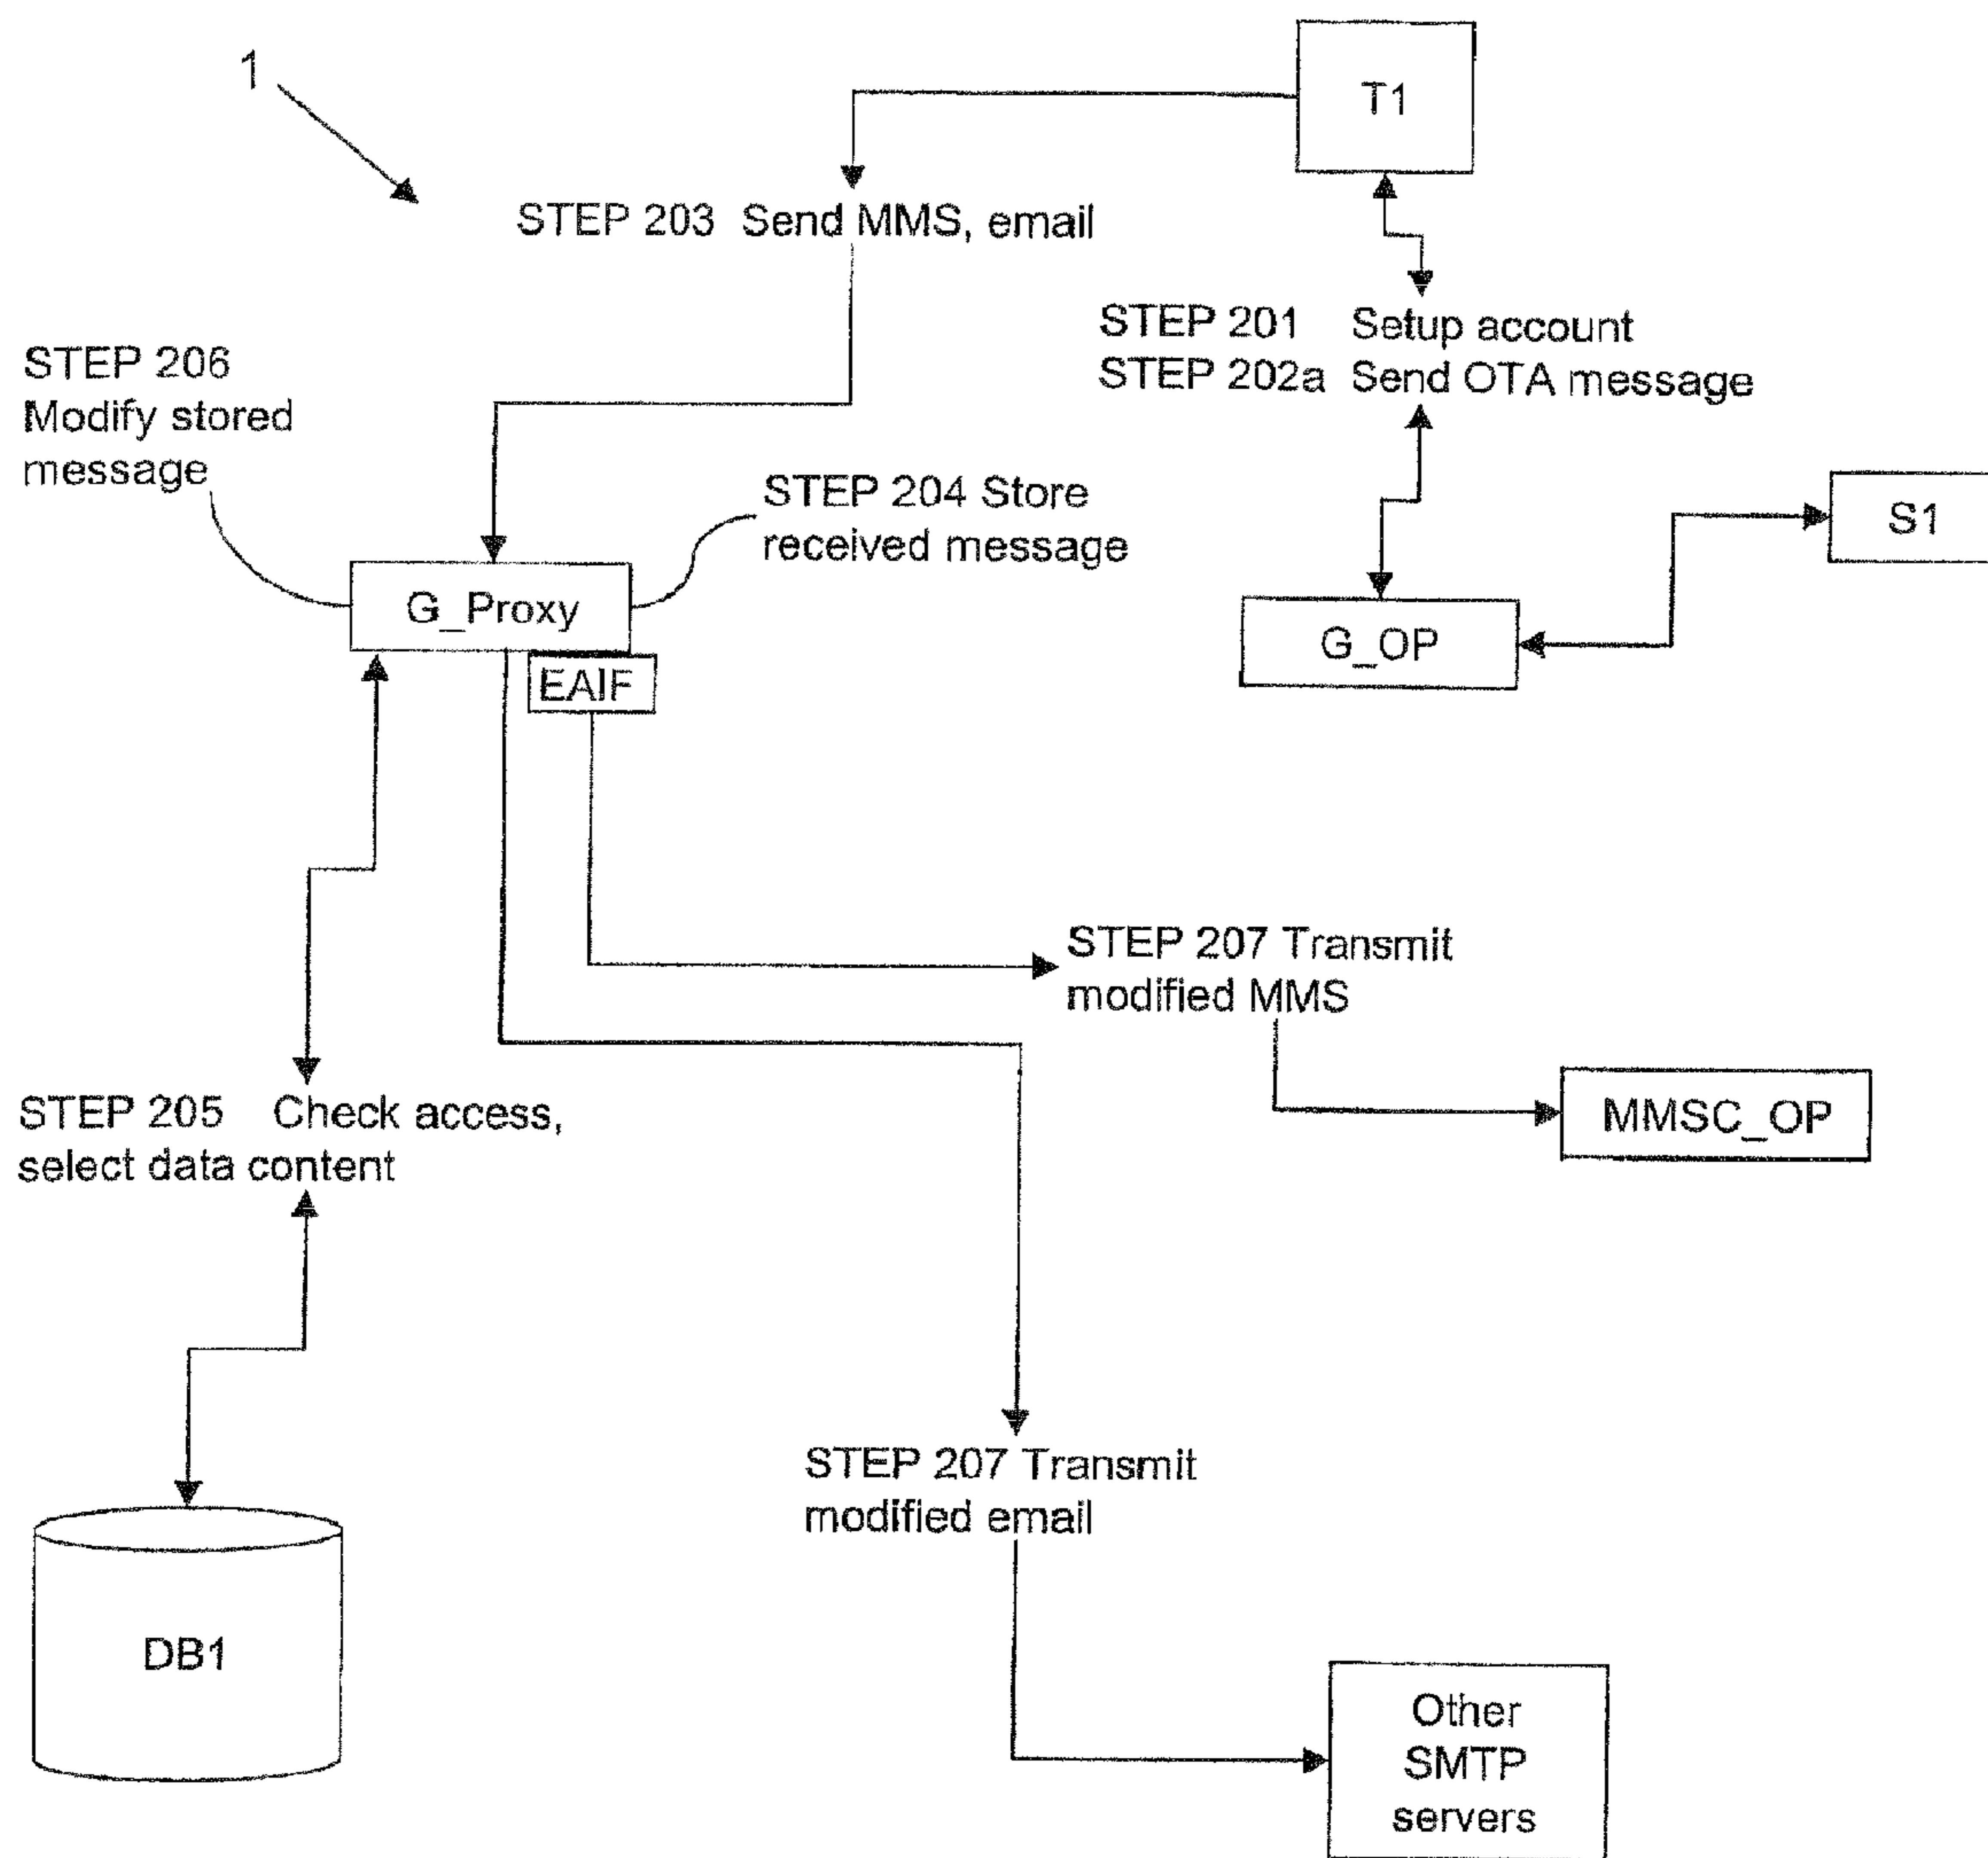 1
T1
STEP 203 Send MMS, email
STEP 201 Setup account
STEP 202a Send OTA message
STEP 206
Modify stored
message
STEP 204 Store
received message
S1
G_Proxy
EAIF
G_OP
STEP 207 Transmit
modified MMS
MMSC_OP
STEP 205 Check access,
select data content
STEP 207 Transmit
modified email
DB1
Other
SMTP
servers